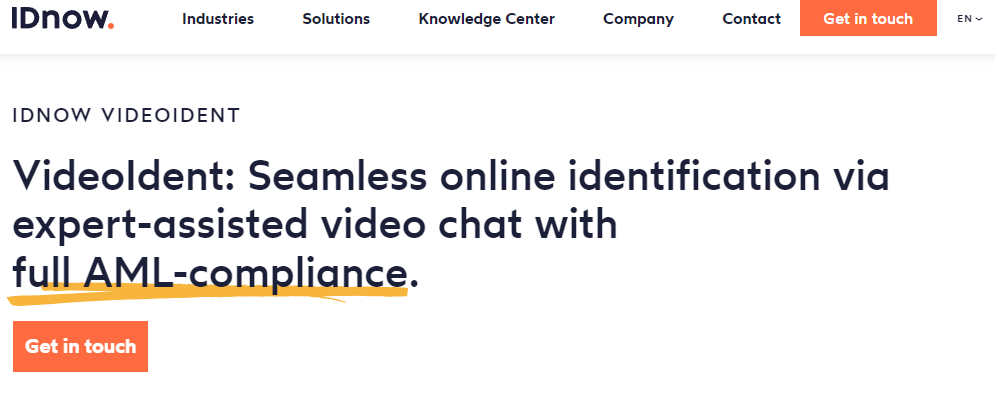 IDnow.
Industries
Solutions
Knowledge Center
Company
Contact
Get in touch
EN
IDNOW VIDEOIDENT
VideoIdent: Seamless online identification via
expert-assisted video chat with
full AML-compliance.
Get in touch